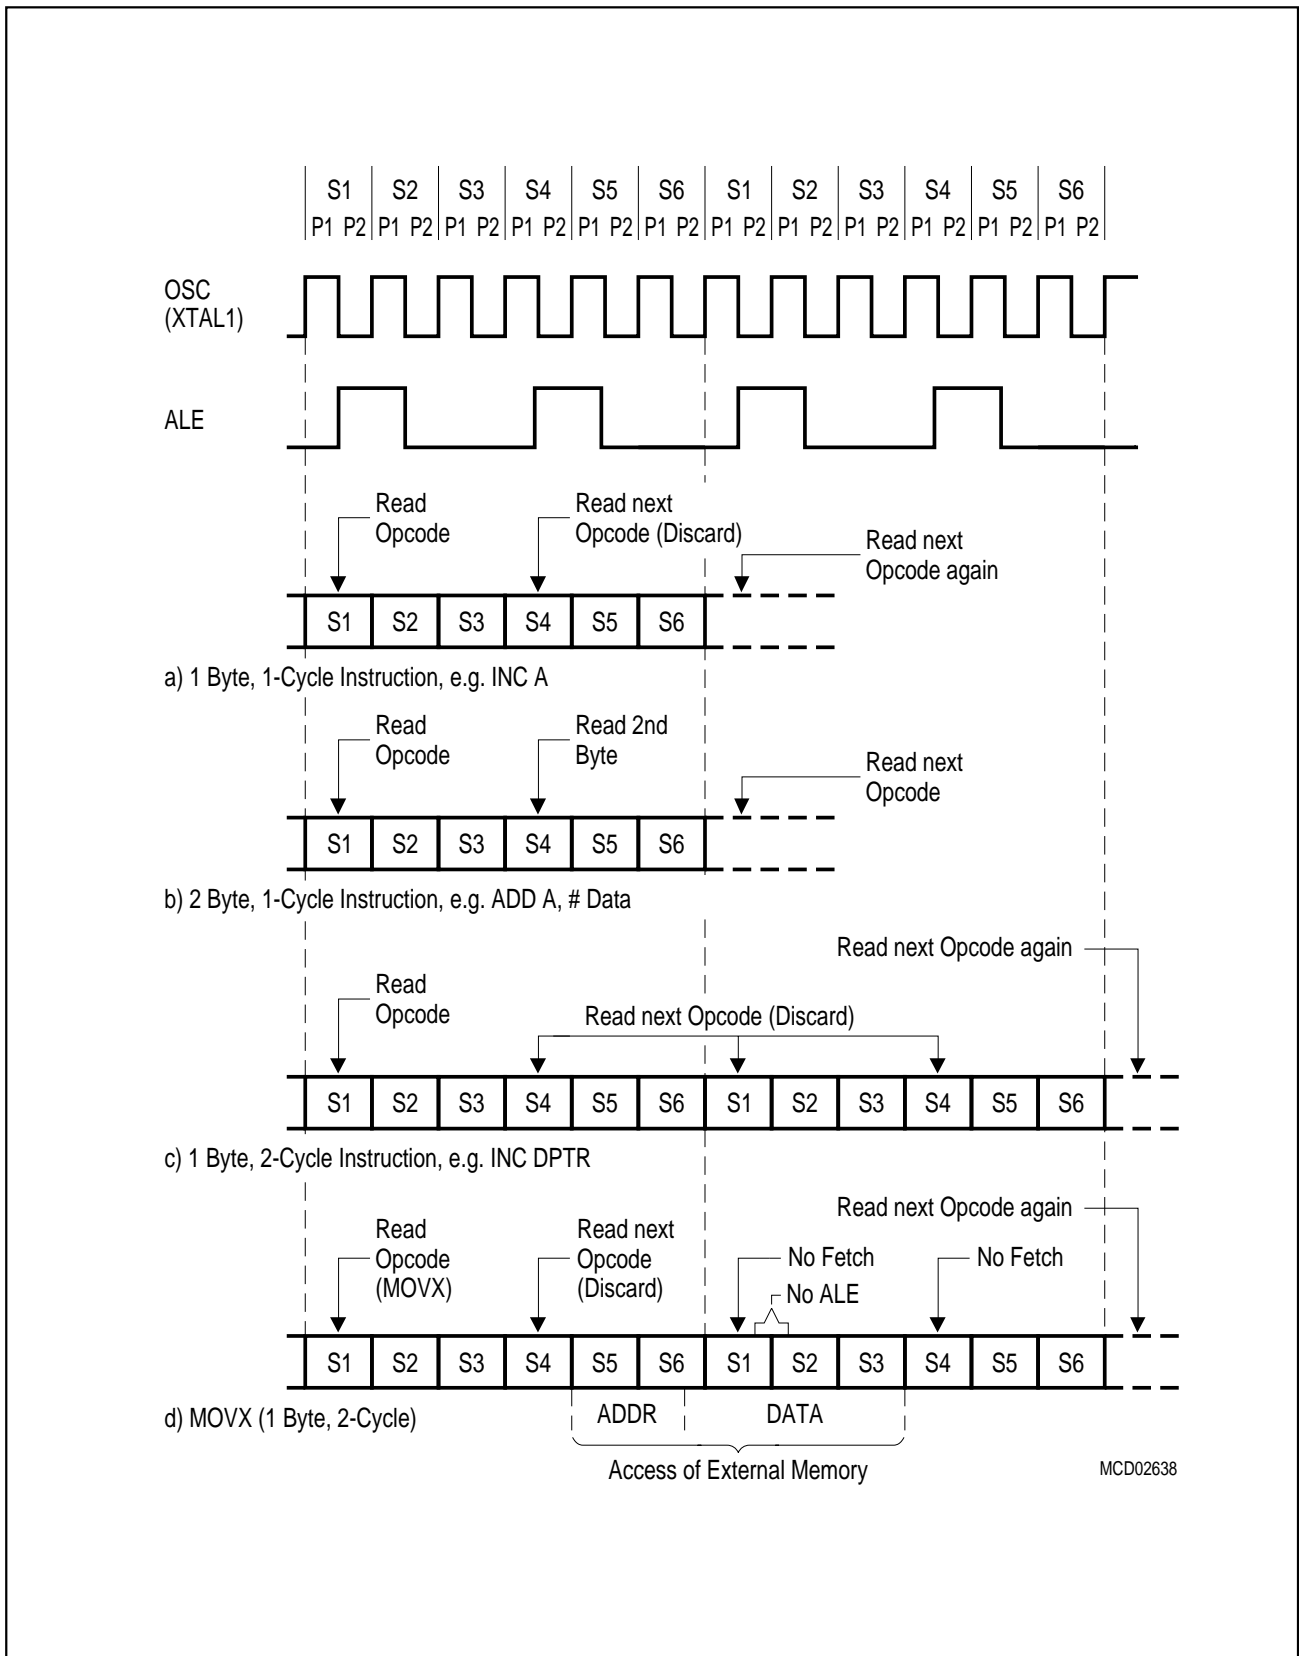 S1 S2 S3 S4 S5 S6 S1 S2 S3 S4 S5 S6
P1 P2 P1 P2 P1 P2 P1 P2 P1 P2 P1 P2 P1 P2 P1 P2 P1 P2 P1 P2 P1 P2 P1 P2
OSC
(XTAL1)
ALE
Read
Opcode
Read next
Opcode (Discard)
Read next
Opcode again
S1 S2 S3 S4 S5 S6
a) 1 Byte, 1-Cycle Instruction, e.g. INC A
Read
Opcode
Read 2nd
Byte
Read next
Opcode
S1 S2 S3 S4 S5 S6
b) 2 Byte, 1-Cycle Instruction, e.g. ADD A, # Data
Read next Opcode again
Read
Opcode
Read next Opcode (Discard)
S1 S2 S3 S4 S5 S6 S1 S2 S3 S4 S5 S6
c) 1 Byte, 2-Cycle Instruction, e.g. INC DPTR
Read next Opcode again
Read
Opcode
(MOVX)
Read next
Opcode
(Discard)
No Fetch
No ALE
No Fetch
S1 S2 S3 S4 S5 S6 S1 S2 S3 S4 S5 S6
d) MOVX (1 Byte, 2-Cycle)
ADDR
DATA
Access of External Memory
MCD02638